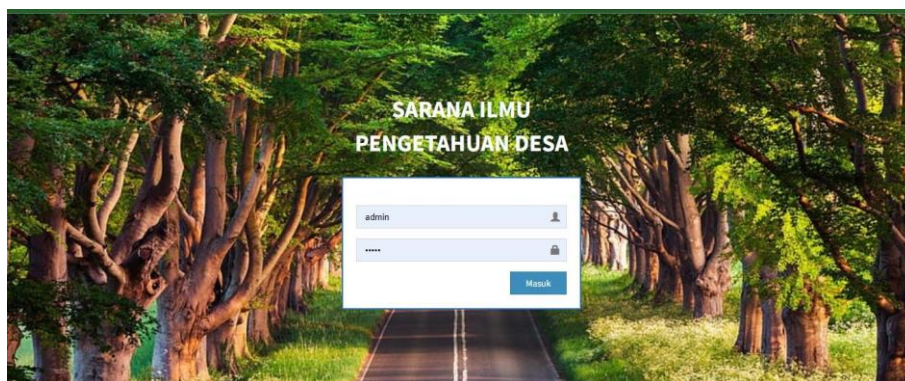 SARANA ILMU
PENGETAHUAN DESA
admin
•••••
Masuk